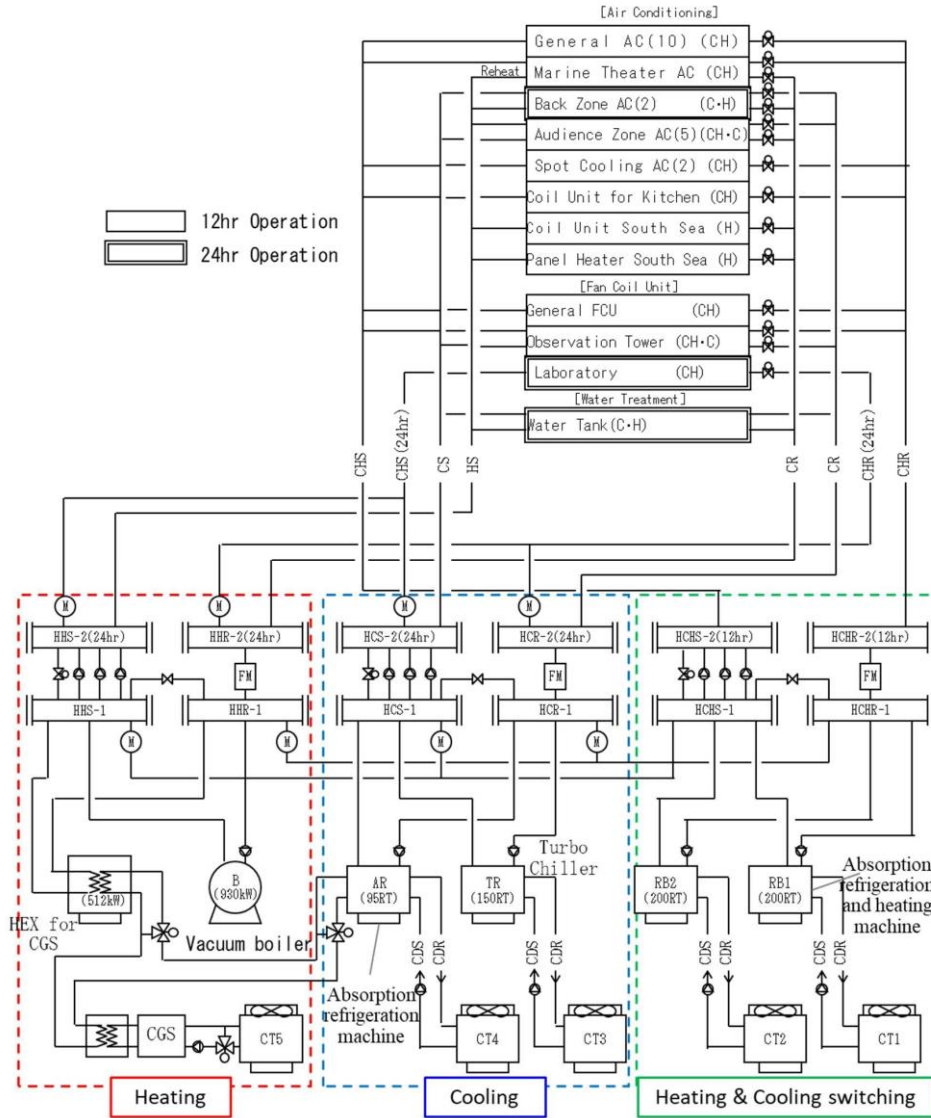 [Air Conditioning]
General AC(10) (CH)
Reheat
Marine Theater AC (CH)
Back Zone AC(2) (C·H)
Audience Zone AC(5)(CH·C)
Spot Cooling AC(2) (CH)
Coil Unit for Kitchen (CH)
Coil Unit South Sea (H)
Panel Heater South Sea (H)
12hr Operation
24hr Operation
[Fan Coil Unit]
General FCU (CH)
Observation Tower (CH·C)
Laboratory (CH)
[Water Treatment]
Water Tank(C·H)
CHS
CHS(24hr)
CS
HS
CR
CR
CHR(24hr)
CHR
M
M
M
M
HHS-2(24hr)
HHR-2(24hr)
HCS-2(24hr)
HCR-2(24hr)
HCHS-2(12hr)
HCHR-2(12hr)
FM
FM
FM
HHS-1
HHR-1
HCS-1
HCR-1
HCHS-1
HCHR-1
M
M
M
M
(512kW)
HEX for
CGS
B
(930kW)
Vacuum boiler
AR
(95RT)
TR
(150RT)
Turbo
Chiller
RB2
(200RT)
RB1
(200RT)
Absorption
refrigeration
and heating
machine
CDS
CDR
CDS
CDR
CDS
CDR
CDS
CDR
Absorption
refrigeration
machine
CGS
CT5
CT4
CT3
CT2
CT1
Heating
Cooling
Heating & Cooling switching